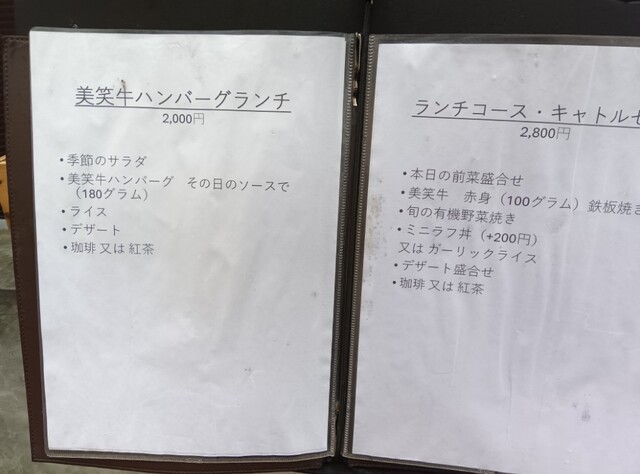 美笑牛ハンバーグランチ
2,000円
•季節のサラダ
•美笑牛ハンバーグ その日のソースで
（180グラム）
•ライス
•デザート
•珈琲 又は 紅茶
ランチコース・キャトルセ
2,800円
•本日の前菜盛合せ
•美笑牛 赤身（100グラム）鉄板焼き
•旬の有機野菜焼き
•ミニラフ丼（+200円）
又は ガーリックライス
•デザート盛合せ
•珈琲 又は 紅茶